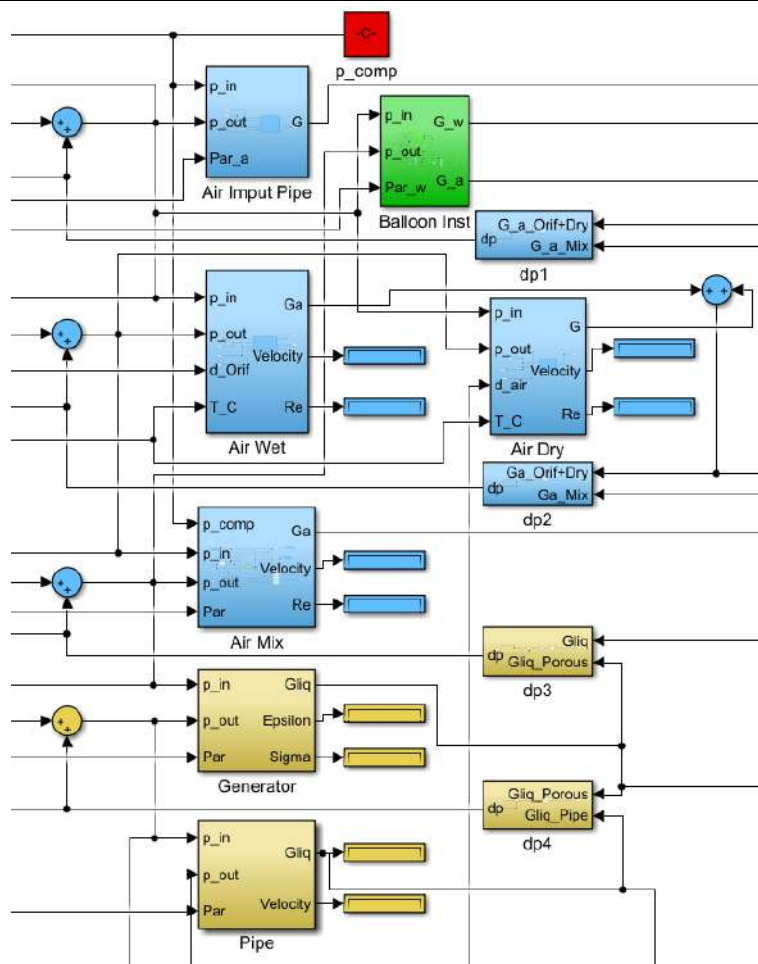 -C-
p_comp
p_in
p_out
G
Par_a
Air Imput Pipe
p_in
G_w
p_out
G_a
Par_w
Balloon Inst
G_a_Orif+Dry
dp
G_a_Mix
dp1
p_in
Ga
p_out
Velocity
d_Orif
T_C
Re
Air Wet
p_in
G
p_out
Velocity
d_air
Re
T_C
Air Dry
Ga_Orif+Dry
dp
Ga_Mix
dp2
p_comp
Ga
p_in
Velocity
p_out
Par
Re
Air Mix
Gliq
dp
Gliq_Porous
dp3
p_in
Gliq
p_out
Epsilon
Par
Sigma
Generator
Gliq_Porous
dp
Gliq_Pipe
dp4
p_in
Gliq
p_out
Par
Velocity
Pipe